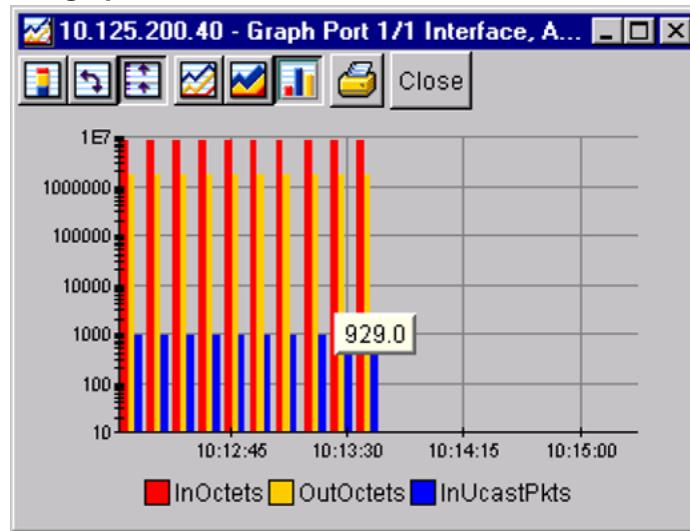 10.125.200.40 - Graph Port 1/1 Interface, A...
Close
1E7
1000000
100000
10000
1000
100
10
929.0
10:12:45 10:13:30 10:14:15 10:15:00
InOctets OutOctets InUcastPkts